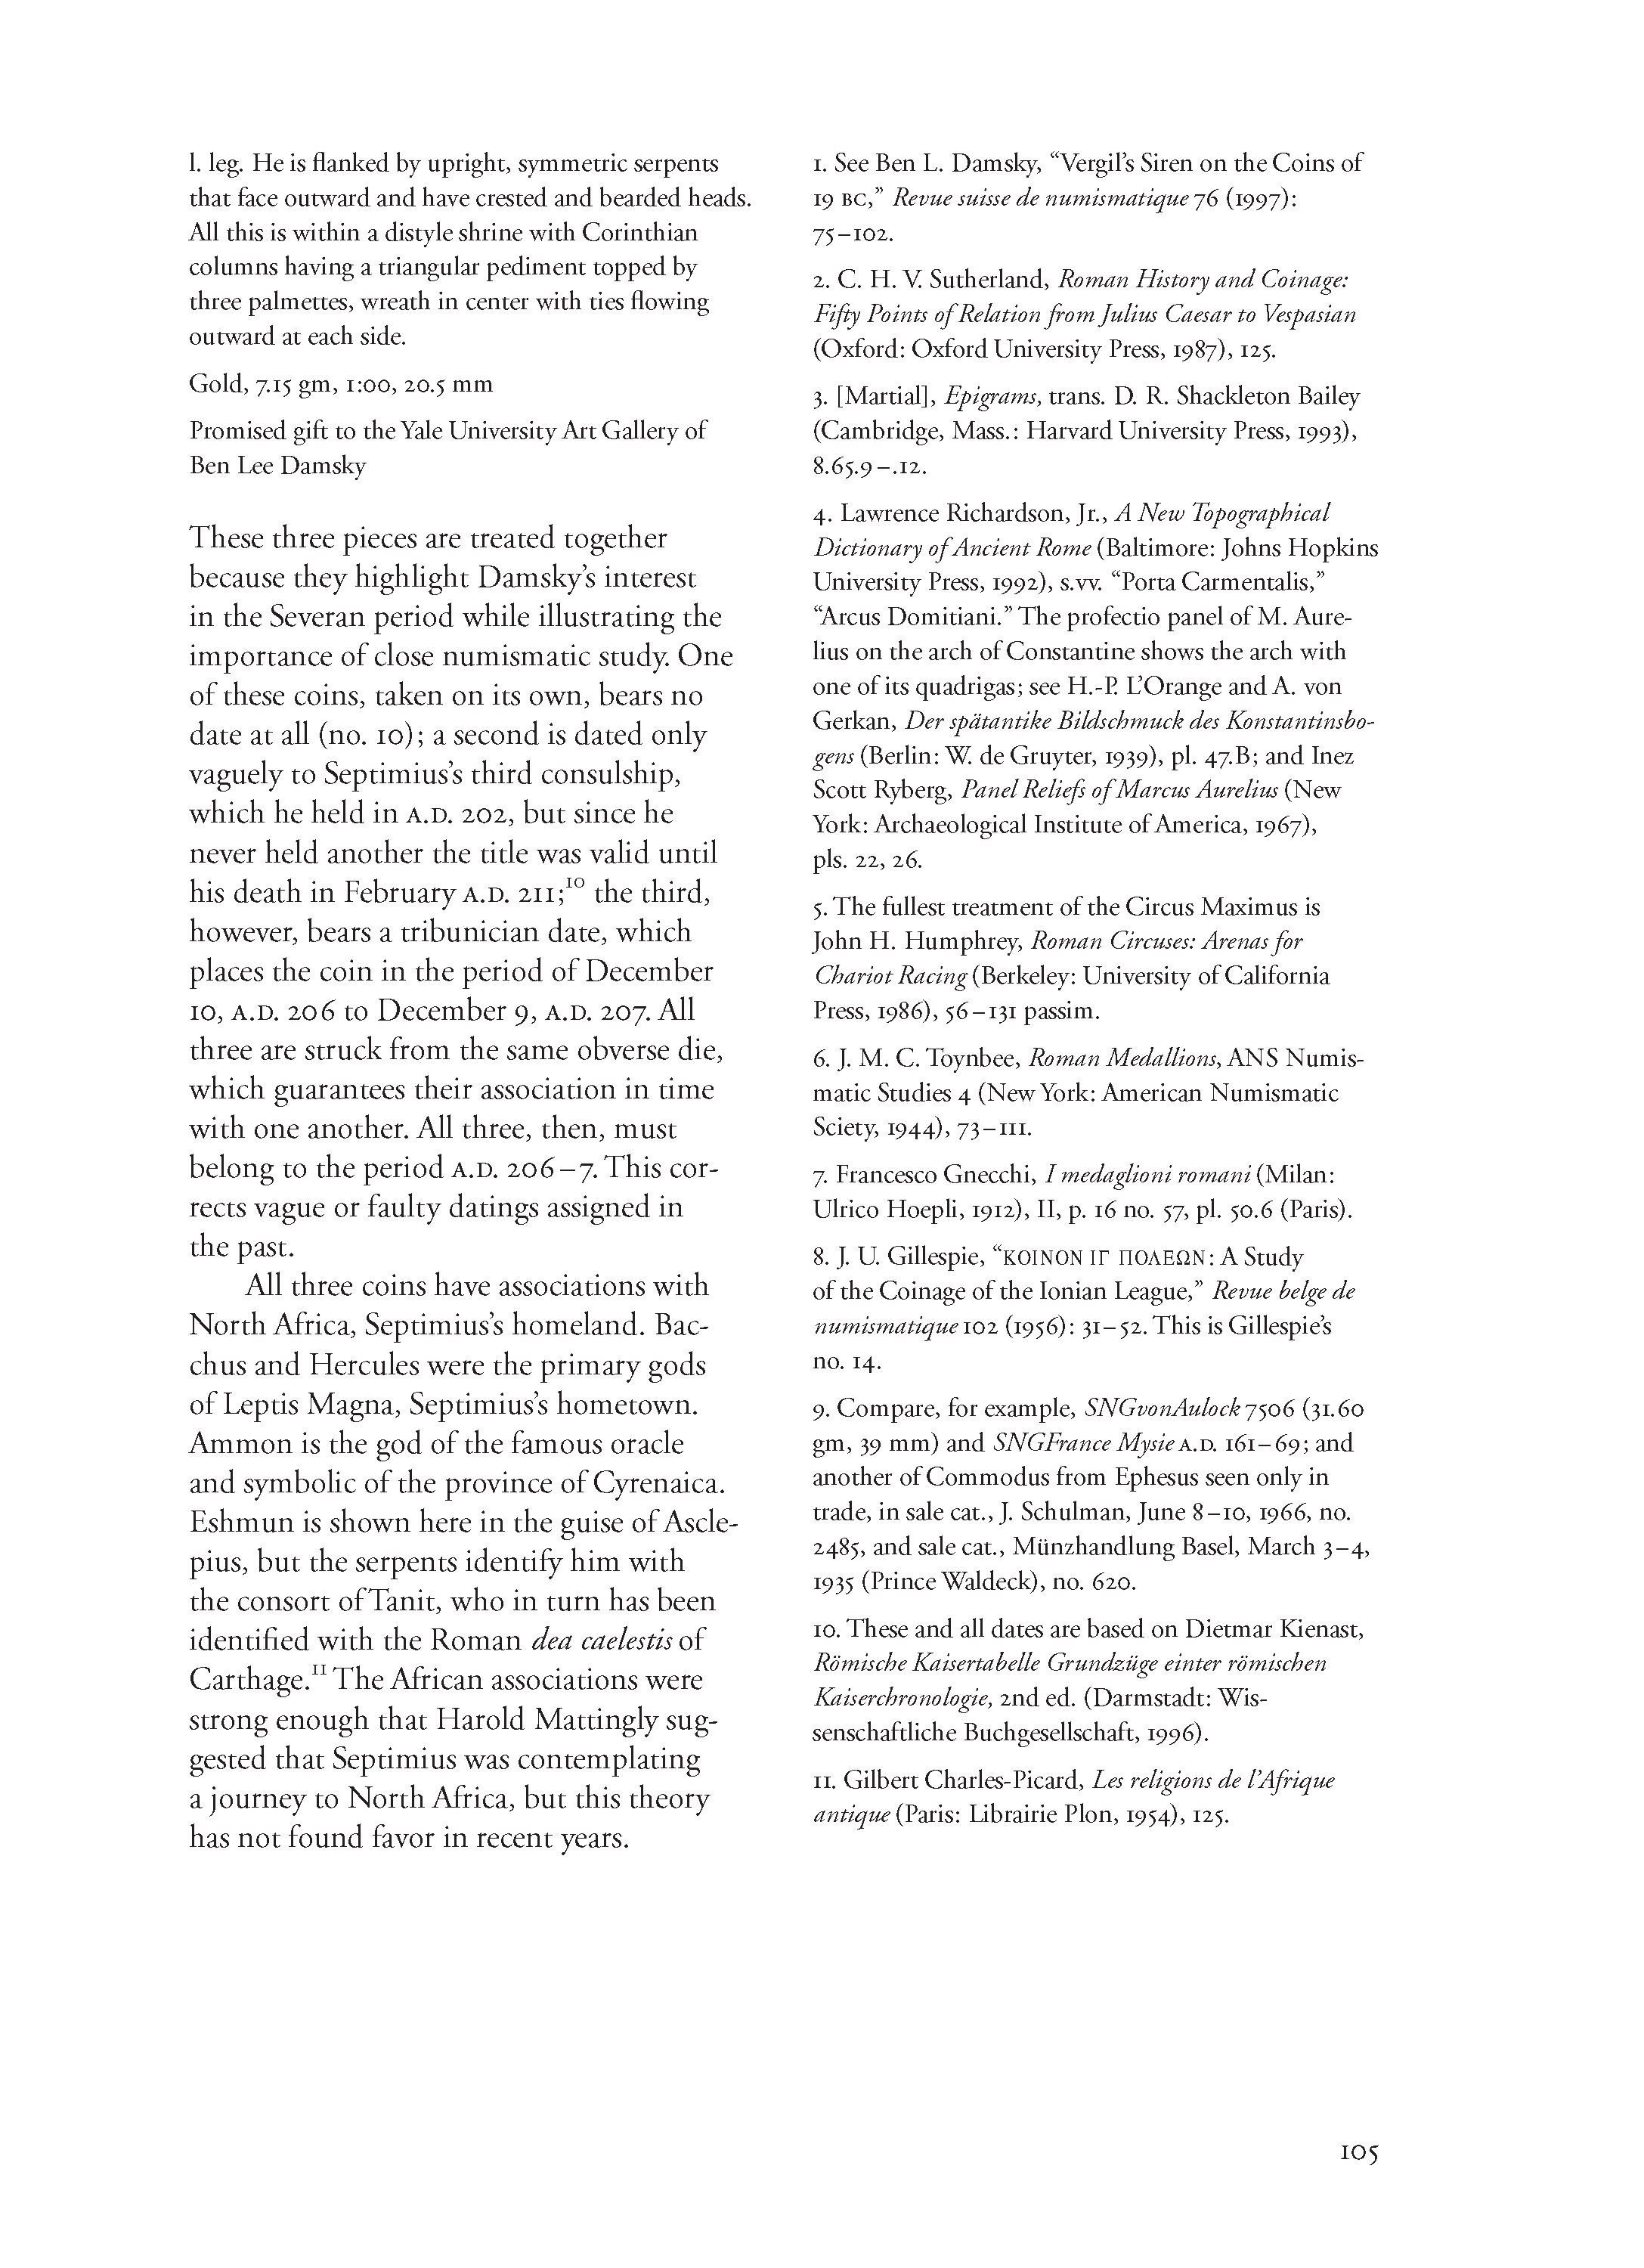 l. leg. He is flanked by upright, symmetric serpents
that face outward and have crested and bearded heads.
All this is within a distyle shrine with Corinthian
columns having a triangular pediment topped by
three palmettes, wreath in center with ties flowing
outward at each side.
Gold, 7.15 gm, 1:00, 20.5 mm
Promised gift to the Yale University Art Gallery of
Ben Lee Damsky
These three pieces are treated together
because they highlight Damsky’s interest
in the Severan period while illustrating the
importance of close numismatic study. One
of these coins, taken on its own, bears no
date at all (no. 10); a second is dated only
vaguely to Septimius’s third consulship,
which he held in A.D. 202, but since he
never held another the title was valid until
his death in February A.D. 211;10 the third,
however, bears a tribunician date, which
places the coin in the period of December
10, A.D. 206 to December 9, A.D. 207. All
three are struck from the same obverse die,
which guarantees their association in time
with one another. All three, then, must
belong to the period A.D. 206–7. This cor-
rects vague or faulty datings assigned in
the past.
All three coins have associations with
North Africa, Septimius’s homeland. Bac-
chus and Hercules were the primary gods
of Leptis Magna, Septimius’s hometown.
Ammon is the god of the famous oracle
and symbolic of the province of Cyrenaica.
Eshmun is shown here in the guise of Ascle-
pius, but the serpents identify him with
the consort of Tanit, who in turn has been
identified with the Roman dea caelestis of
Carthage.11 The African associations were
strong enough that Harold Mattingly sug-
gested that Septimius was contemplating
a journey to North Africa, but this theory
has not found favor in recent years.
1. See Ben L. Damsky, “Vergil’s Siren on the Coins of
19 BC,” Revue suisse de numismatique 76 (1997):
75–102.
2. C. H. V. Sutherland, Roman History and Coinage:
Fifty Points of Relation from Julius Caesar to Vespasian
(Oxford: Oxford University Press, 1987), 125.
3. [Martial], Epigrams, trans. D. R. Shackleton Bailey
(Cambridge, Mass.: Harvard University Press, 1993),
8.65.9–.12.
4. Lawrence Richardson, Jr., A New Topographical
Dictionary of Ancient Rome (Baltimore: Johns Hopkins
University Press, 1992), s.vv. “Porta Carmentalis,”
“Arcus Domitiani.” The profectio panel of M. Aure-
lius on the arch of Constantine shows the arch with
one of its quadrigas; see H.-P. L’Orange and A. von
Gerkan, Der spätantike Bildschmuck des Konstantinsbo-
gens (Berlin: W. de Gruyter, 1939), pl. 47.B; and Inez
Scott Ryberg, Panel Reliefs of Marcus Aurelius (New
York: Archaeological Institute of America, 1967),
pls. 22, 26.
5. The fullest treatment of the Circus Maximus is
John H. Humphrey, Roman Circuses: Arenas for
Chariot Racing (Berkeley: University of California
Press, 1986), 56–131 passim.
6. J. M. C. Toynbee, Roman Medallions, ANS Numis-
matic Studies 4 (New York: American Numismatic
Sciety, 1944), 73–111.
7. Francesco Gnecchi, I medaglioni romani (Milan:
Ulrico Hoepli, 1912), II, p. 16 no. 57, pl. 50.6 (Paris).
8. J. U. Gillespie, “ΚΟΙΝΟΝ ΙΓ ΠΟΛΕΩΝ: A Study
of the Coinage of the Ionian League,” Revue belge de
numismatique 102 (1956): 31–52. This is Gillespie’s
no. 14.
9. Compare, for example, SNGvonAulock 7506 (31.60
gm, 39 mm) and SNGFrance Mysie A.D. 161–69; and
another of Commodus from Ephesus seen only in
trade, in sale cat., J. Schulman, June 8–10, 1966, no.
2485, and sale cat., Münzhandlung Basel, March 3–4,
1935 (Prince Waldeck), no. 620.
10. These and all dates are based on Dietmar Kienast,
Römische Kaisertabelle Grundzüge einter römischen
Kaiserchronologie, 2nd ed. (Darmstadt: Wis-
senschaftliche Buchgesellschaft, 1996).
11. Gilbert Charles-Picard, Les religions de l’Afrique
antique (Paris: Librairie Plon, 1954), 125.
105